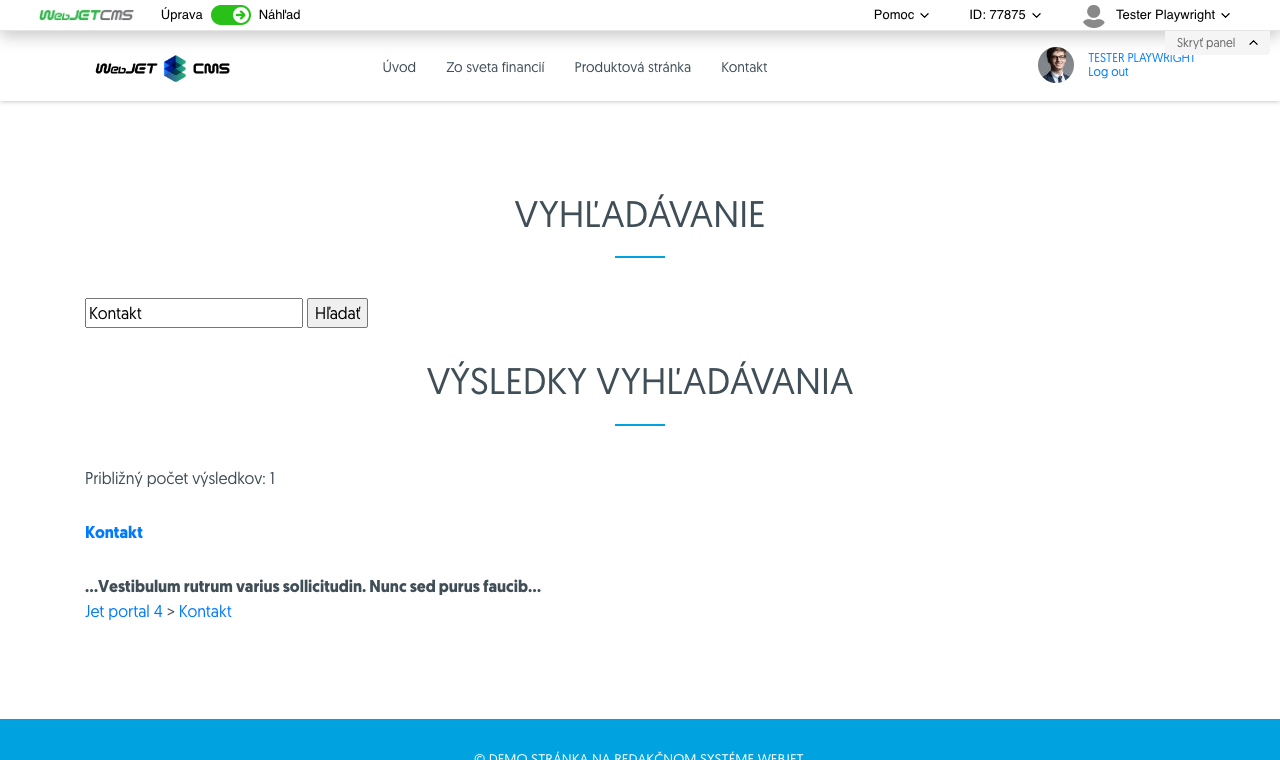 WebJETCMS Úprava Náhľad Pomoc ID: 77875 Tester Playwright
Skryť panel
WebJET CMS Úvod Zo sveta financií Produktová stránka Kontakt TESTER PLAYWRIGHT
Log out
VYHĽADÁVANIE
Kontakt Hľadať
VÝSLEDKY VYHĽADÁVANIA
Približný počet výsledkov: 1
Kontakt
...Vestibulum rutrum varius sollicitudin. Nunc sed purus faucib...
Jet portal 4 > Kontakt
© DEMO STRÁNKA NA REDAKČNOM SYSTÉME WEBJET